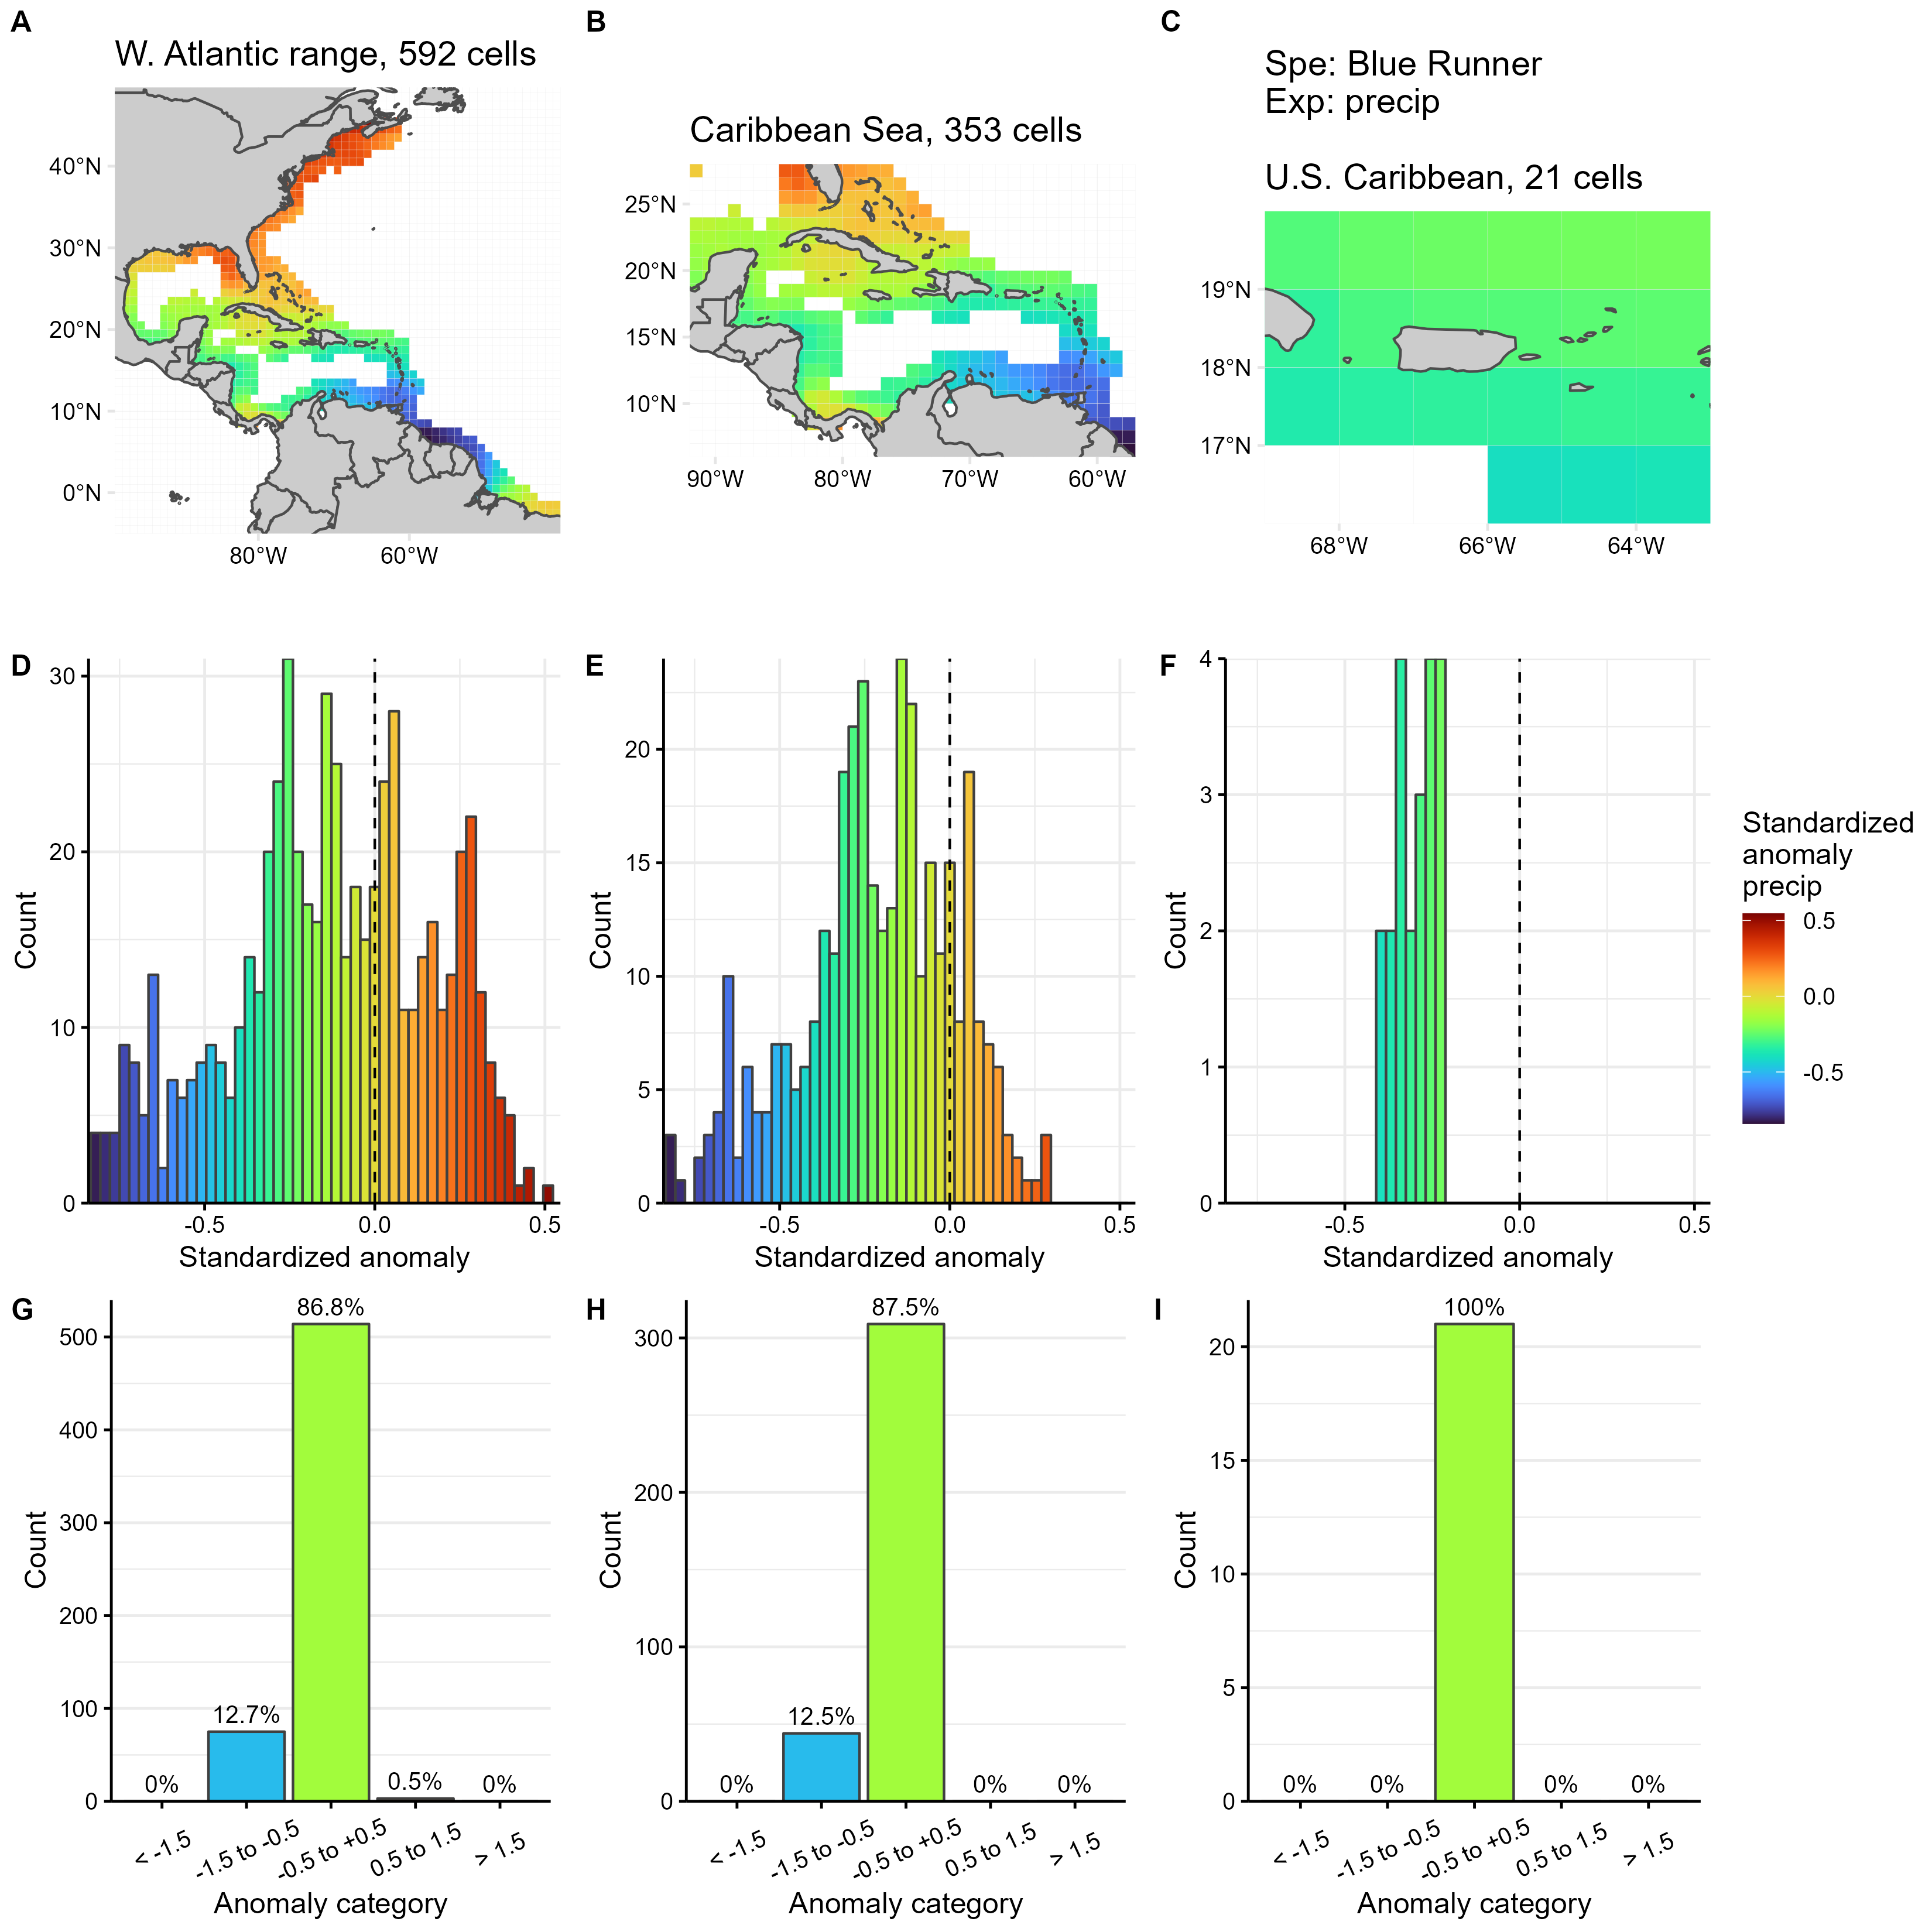 A
W. Atlantic range, 592 cells
40°N
30°N
20°N
10°N
0°N
80°W
60°W
B
Caribbean Sea, 353 cells
25°N
20°N
15°N
10°N
90°W
80°W
70°W
60°W
C
Spe: Blue Runner
Exp: precip
U.S. Caribbean, 21 cells
19°N
18°N
17°N
68°W
66°W
64°W
D
Count
30
20
10
0
-0.5
0.0
0.5
Standardized anomaly
E
Count
20
15
10
5
0
-0.5
0.0
0.5
Standardized anomaly
F
Count
4
3
2
1
0
-0.5
0.0
0.5
Standardized anomaly
Standardized
anomaly
precip
0.5
0.0
-0.5
G
Count
500
400
300
200
100
0
0%
12.7%
86.8%
0.5%
0%
< -1.5
-1.5 to -0.5
-0.5 to +0.5
0.5 to 1.5
> 1.5
Anomaly category
H
Count
300
200
100
0
0%
12.5%
87.5%
0%
0%
< -1.5
-1.5 to -0.5
-0.5 to +0.5
0.5 to 1.5
> 1.5
Anomaly category
I
Count
20
15
10
5
0
0%
0%
100%
0%
0%
< -1.5
-1.5 to -0.5
-0.5 to +0.5
0.5 to 1.5
> 1.5
Anomaly category